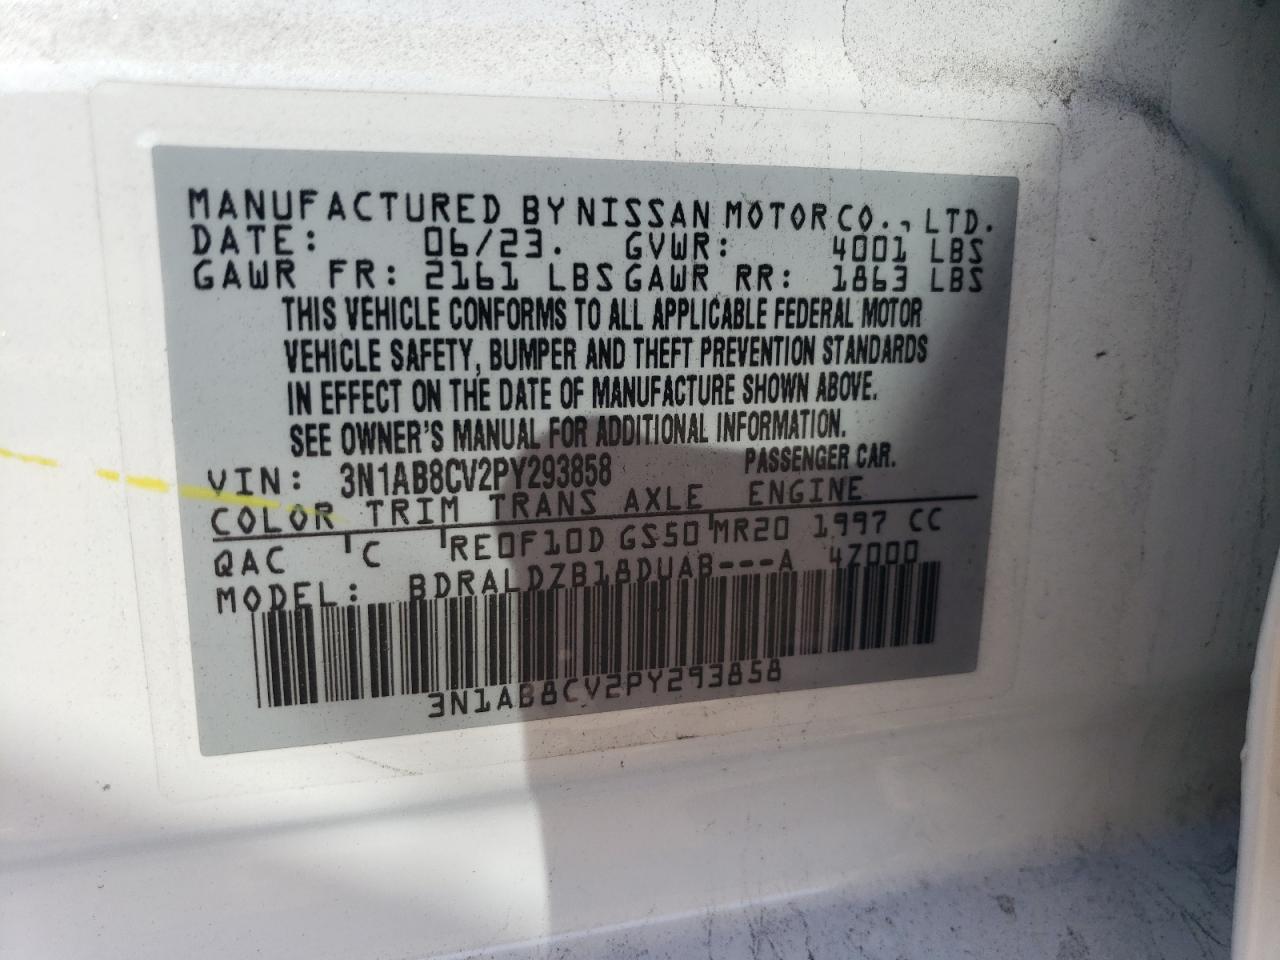 MANUFACTURED BY NISSAN MOTOR CO., LTD.
DATE: 06/23. GVWR: 4001 LBS
GAWR FR: 2161 LBS GAWR RR: 1863 LBS
THIS VEHICLE CONFORMS TO ALL APPLICABLE FEDERAL MOTOR
VEHICLE SAFETY, BUMPER AND THEFT PREVENTION STANDARDS
IN EFFECT ON THE DATE OF MANUFACTURE SHOWN ABOVE.
SEE OWNER'S MANUAL FOR ADDITIONAL INFORMATION.
VIN: 3N1AB8CV2PY293858 PASSENGER CAR.
COLOR TRIM TRANS AXLE ENGINE
QAC C RE0F10D GS50 MR20 1997 CC
MODEL: BDRALDZB18DUAB---A 4Z000
3N1AB8CV2PY293858